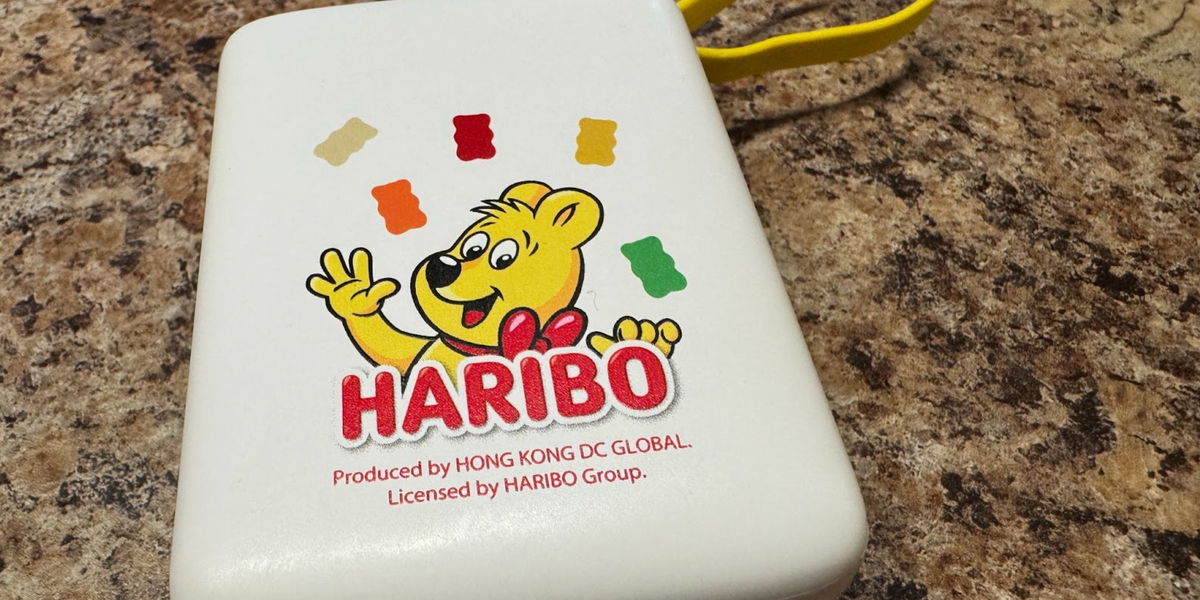 HARIBO
Produced by HONG KONG DC GLOBAL.
Licensed by HARIBO Group.